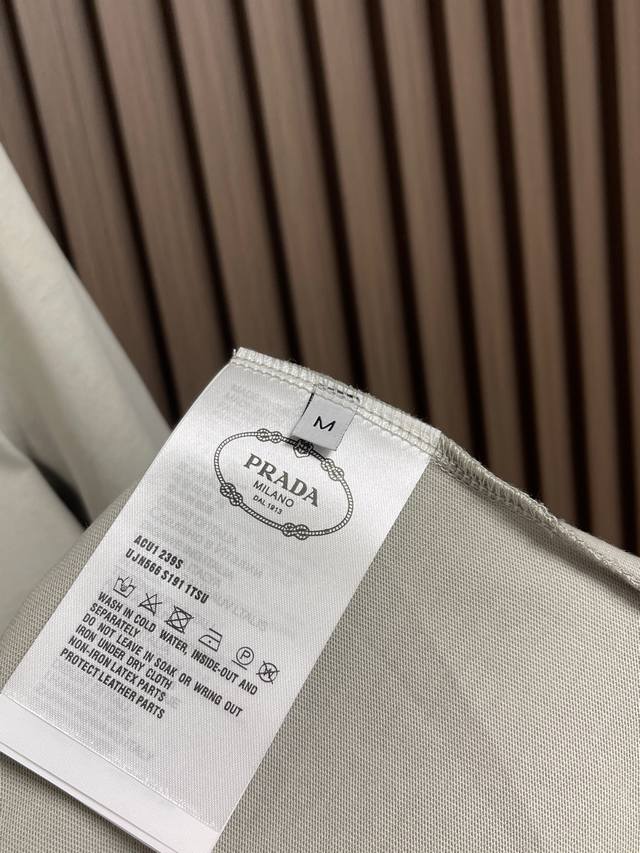 M
PRADA
MILANO
DAL 1913
ACU1 239S
UJN566 S191 1TSU
WASH IN COLD WATER, INSIDE-OUT AND
SEPARATELY
DO NOT LEAVE IN SOAK OR WRING OUT
IRON UNDER DRY CLOTH
NON-IRON LATEX PARTS
PROTECT LEATHER PARTS